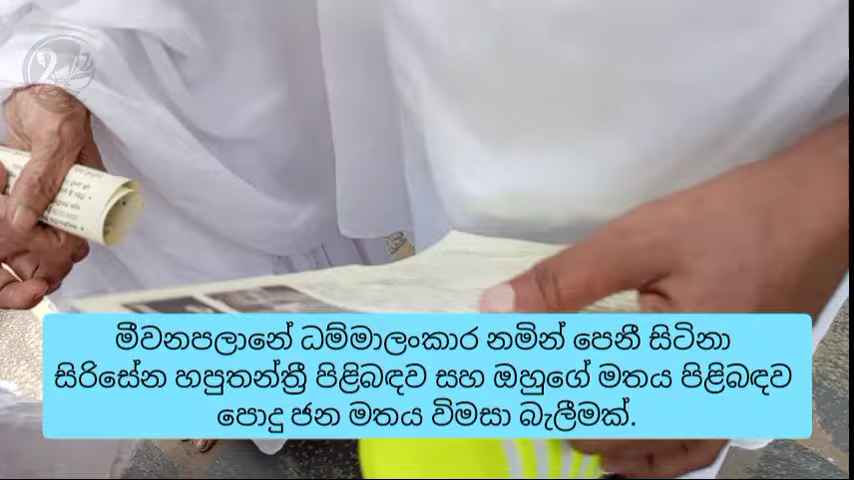 මීවනපලානේ ධම්මාලංකාර නමින් පෙනී සිටිනා
සිරිසේන හපුතන්ත්‍රී පිළිබඳව සහ ඔහුගේ මතය පිළිබඳව
පොදු ජන මතය විමසා බැලීමක්.